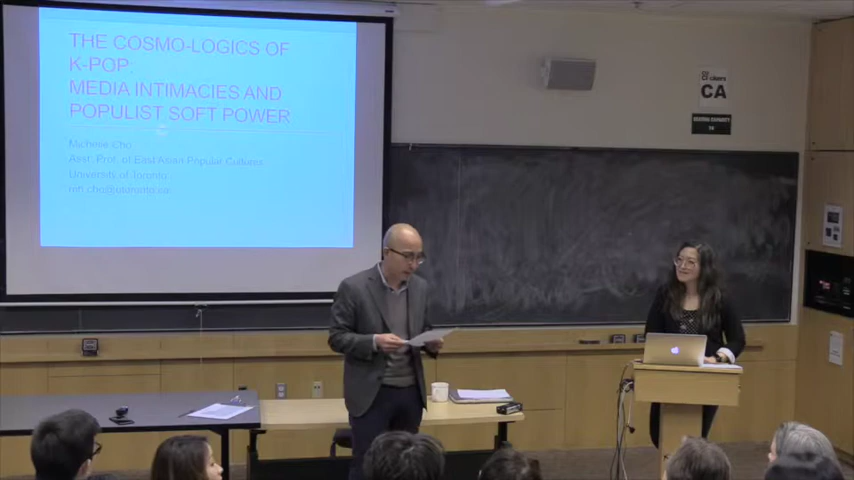 THE COSMO-LOGICS OF
K-POP:
MEDIA INTIMACIES AND
POPULIST SOFT POWER
Michelle Cho
Asst. Prof. of East Asian Popular Cultures
University of Toronto
CA